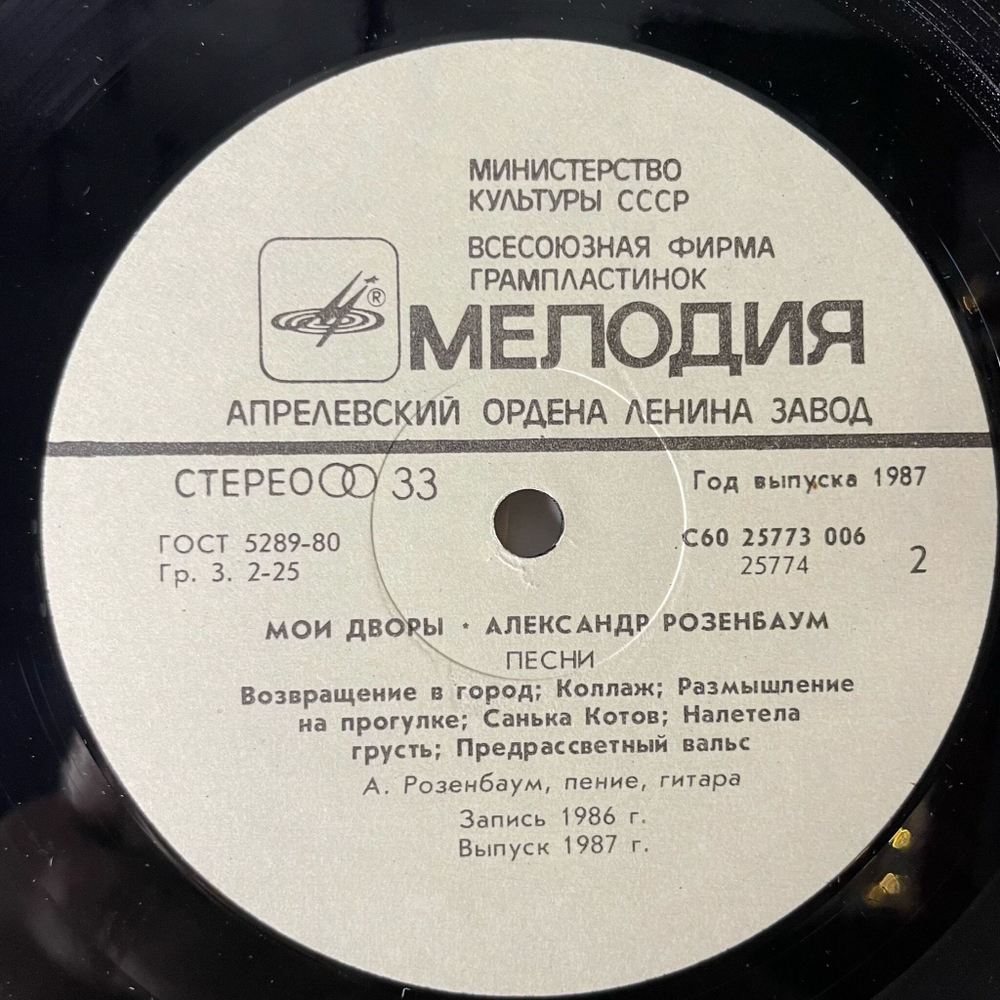 МИНИСТЕРСТВО
КУЛЬТУРЫ СССР
ВСЕСОЮЗНАЯ ФИРМА
ГРАМПЛАСТИНОК
®
МЕЛОДИЯ
АПРЕЛЕВСКИЙ ОРДЕНА ЛЕНИНА ЗАВОД
СТЕРЕО 33
Год выпуска 1987
ГОСТ 5289-80
Гр. 3. 2-25
С60 25773 006
25774
2
МОИ ДВОРЫ · АЛЕКСАНДР РОЗЕНБАУМ
ПЕСНИ
Возвращение в город; Коллаж; Размышление
на прогулке; Санька Котов; Налетела
грусть; Предрассветный вальс
А. Розенбаум, пение, гитара
Запись 1986 г.
Выпуск 1987 г.